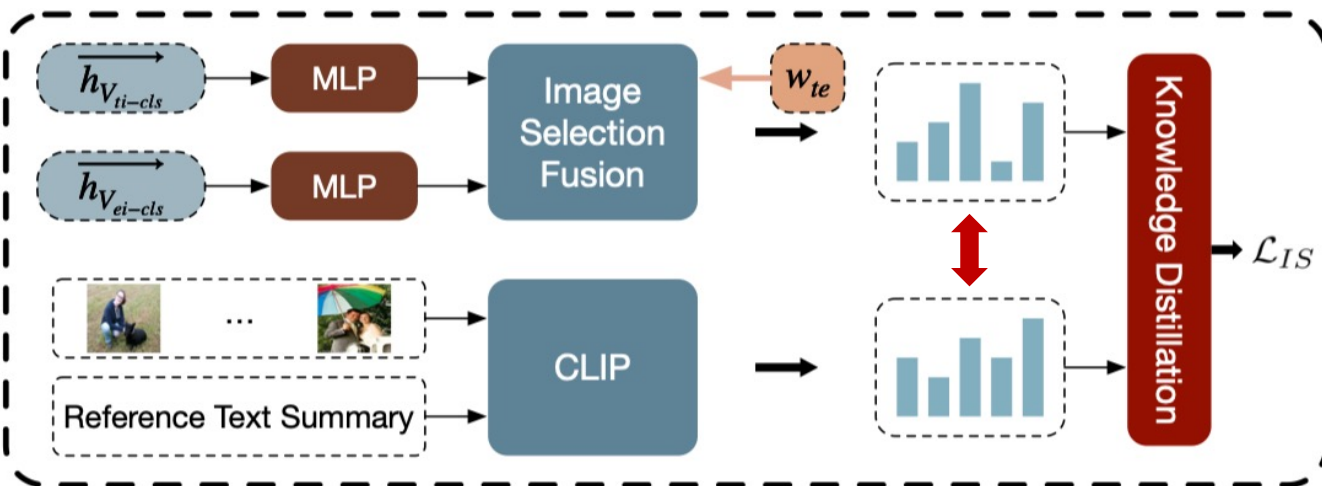 h_{V_{ti-cls}}
MLP
Image
Selection
Fusion
w_{te}
h_{V_{ei-cls}}
MLP
Knowledge Distillation
ℒ_{IS}
...
CLIP
Reference Text Summary